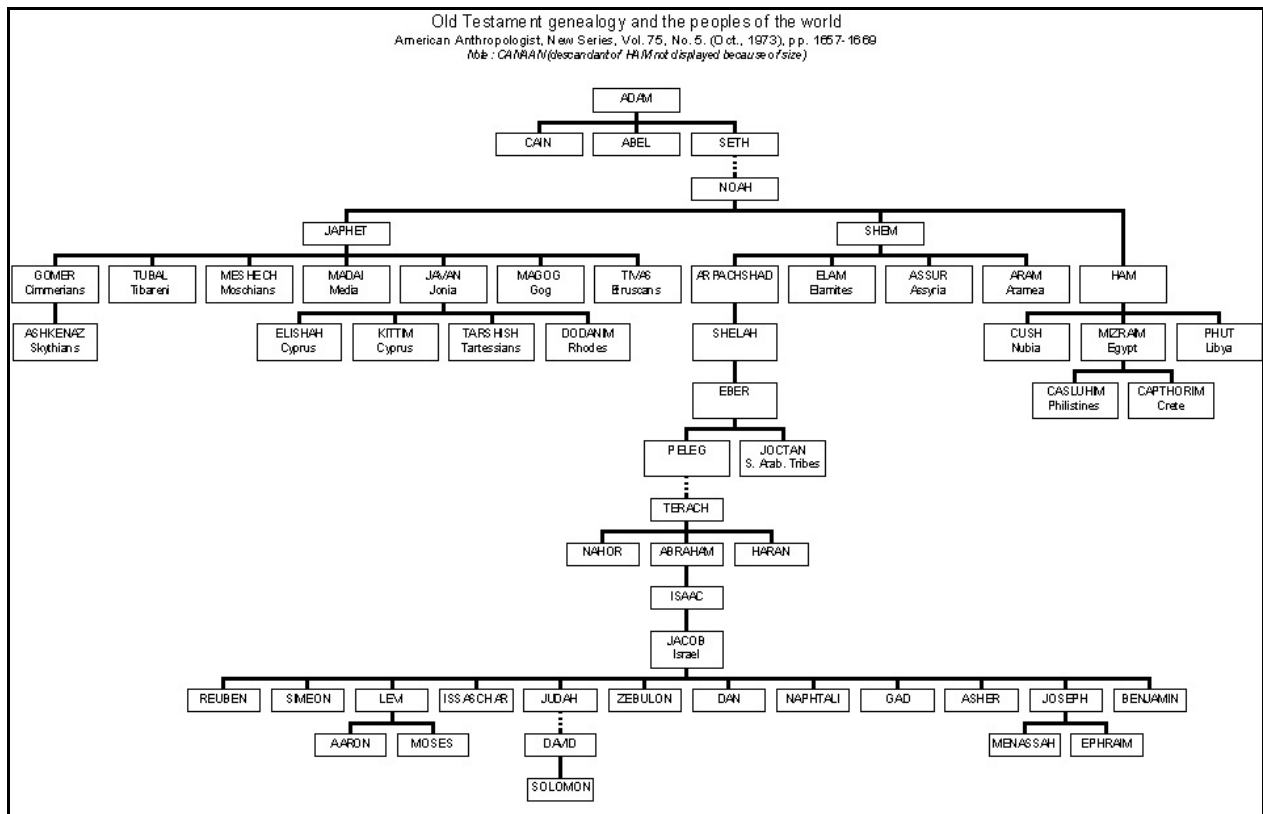 Old Testament genealogy and the peoples of the world
American Anthropologist, New Series, Vol. 75, No. 5. (Oct., 1973), pp. 1657-1669
Note : CANAAN (descandant of HAM not displayed because of size)
ADAM
CAIN
ABEL
SETH
NOAH
JAPHET
SHEM
GOMER
Cimmerians
TUBAL
Tibareni
MESHECH
Moschians
MADAI
Media
JAVAN
Jonia
MAGOG
Gog
TIVAS
Etruscans
ARPACHSHAD
ELAM
Elamites
ASSUR
Assyria
ARAM
Aramea
HAM
ASHKENAZ
Skythians
ELISHAH
Cyprus
KITTIM
Cyprus
TARSHISH
Tartessians
DODANIM
Rhodes
SHELAH
CUSH
Nubia
MIZRAIM
Egypt
PHUT
Libya
EBER
CASLUHIM
Philistines
CAPTHORIM
Crete
PELEG
JOCTAN
S. Arab. Tribes
TERACH
NAHOR
ABRAHAM
HARAN
ISAAC
JACOB
Israel
REUBEN
SIMEON
LEVI
ISSASCHAR
JUDAH
ZEBULON
DAN
NAPHTALI
GAD
ASHER
JOSEPH
BENJAMIN
AARON
MOSES
DAVID
MENASSAH
EPHRAIM
SOLOMON